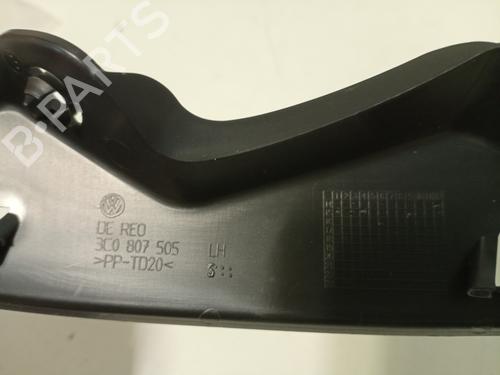 B-PARTS
DE REO
3C0 807 505 LH
>PP-TD20<